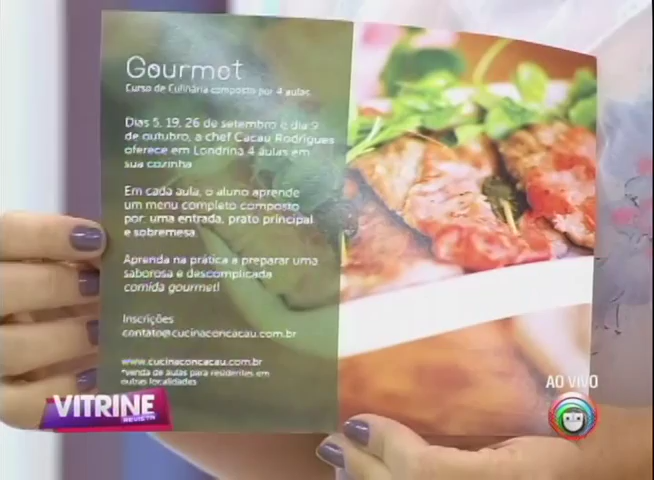 Gourmet
Curso de Culinária composto por 4 aulas
Dias 5, 19, 26 de setembro e dia 9
de outubro, a chef Cacau Rodrigues
oferece em Londrina 4 aulas em
sua cozinha
Em cada aula, o aluno aprende
um menu completo composto
por: uma entrada, prato principal
e sobremesa
Aprenda na prática a preparar uma
saborosa e descomplicada
comida gourmet!
Inscrições
contato@cucinaconcacau.com.br
www.cucinaconcacau.com.br
*venda de aulas para residentes em
outras localidades
VITRINE
REVISTA
AO VIVO